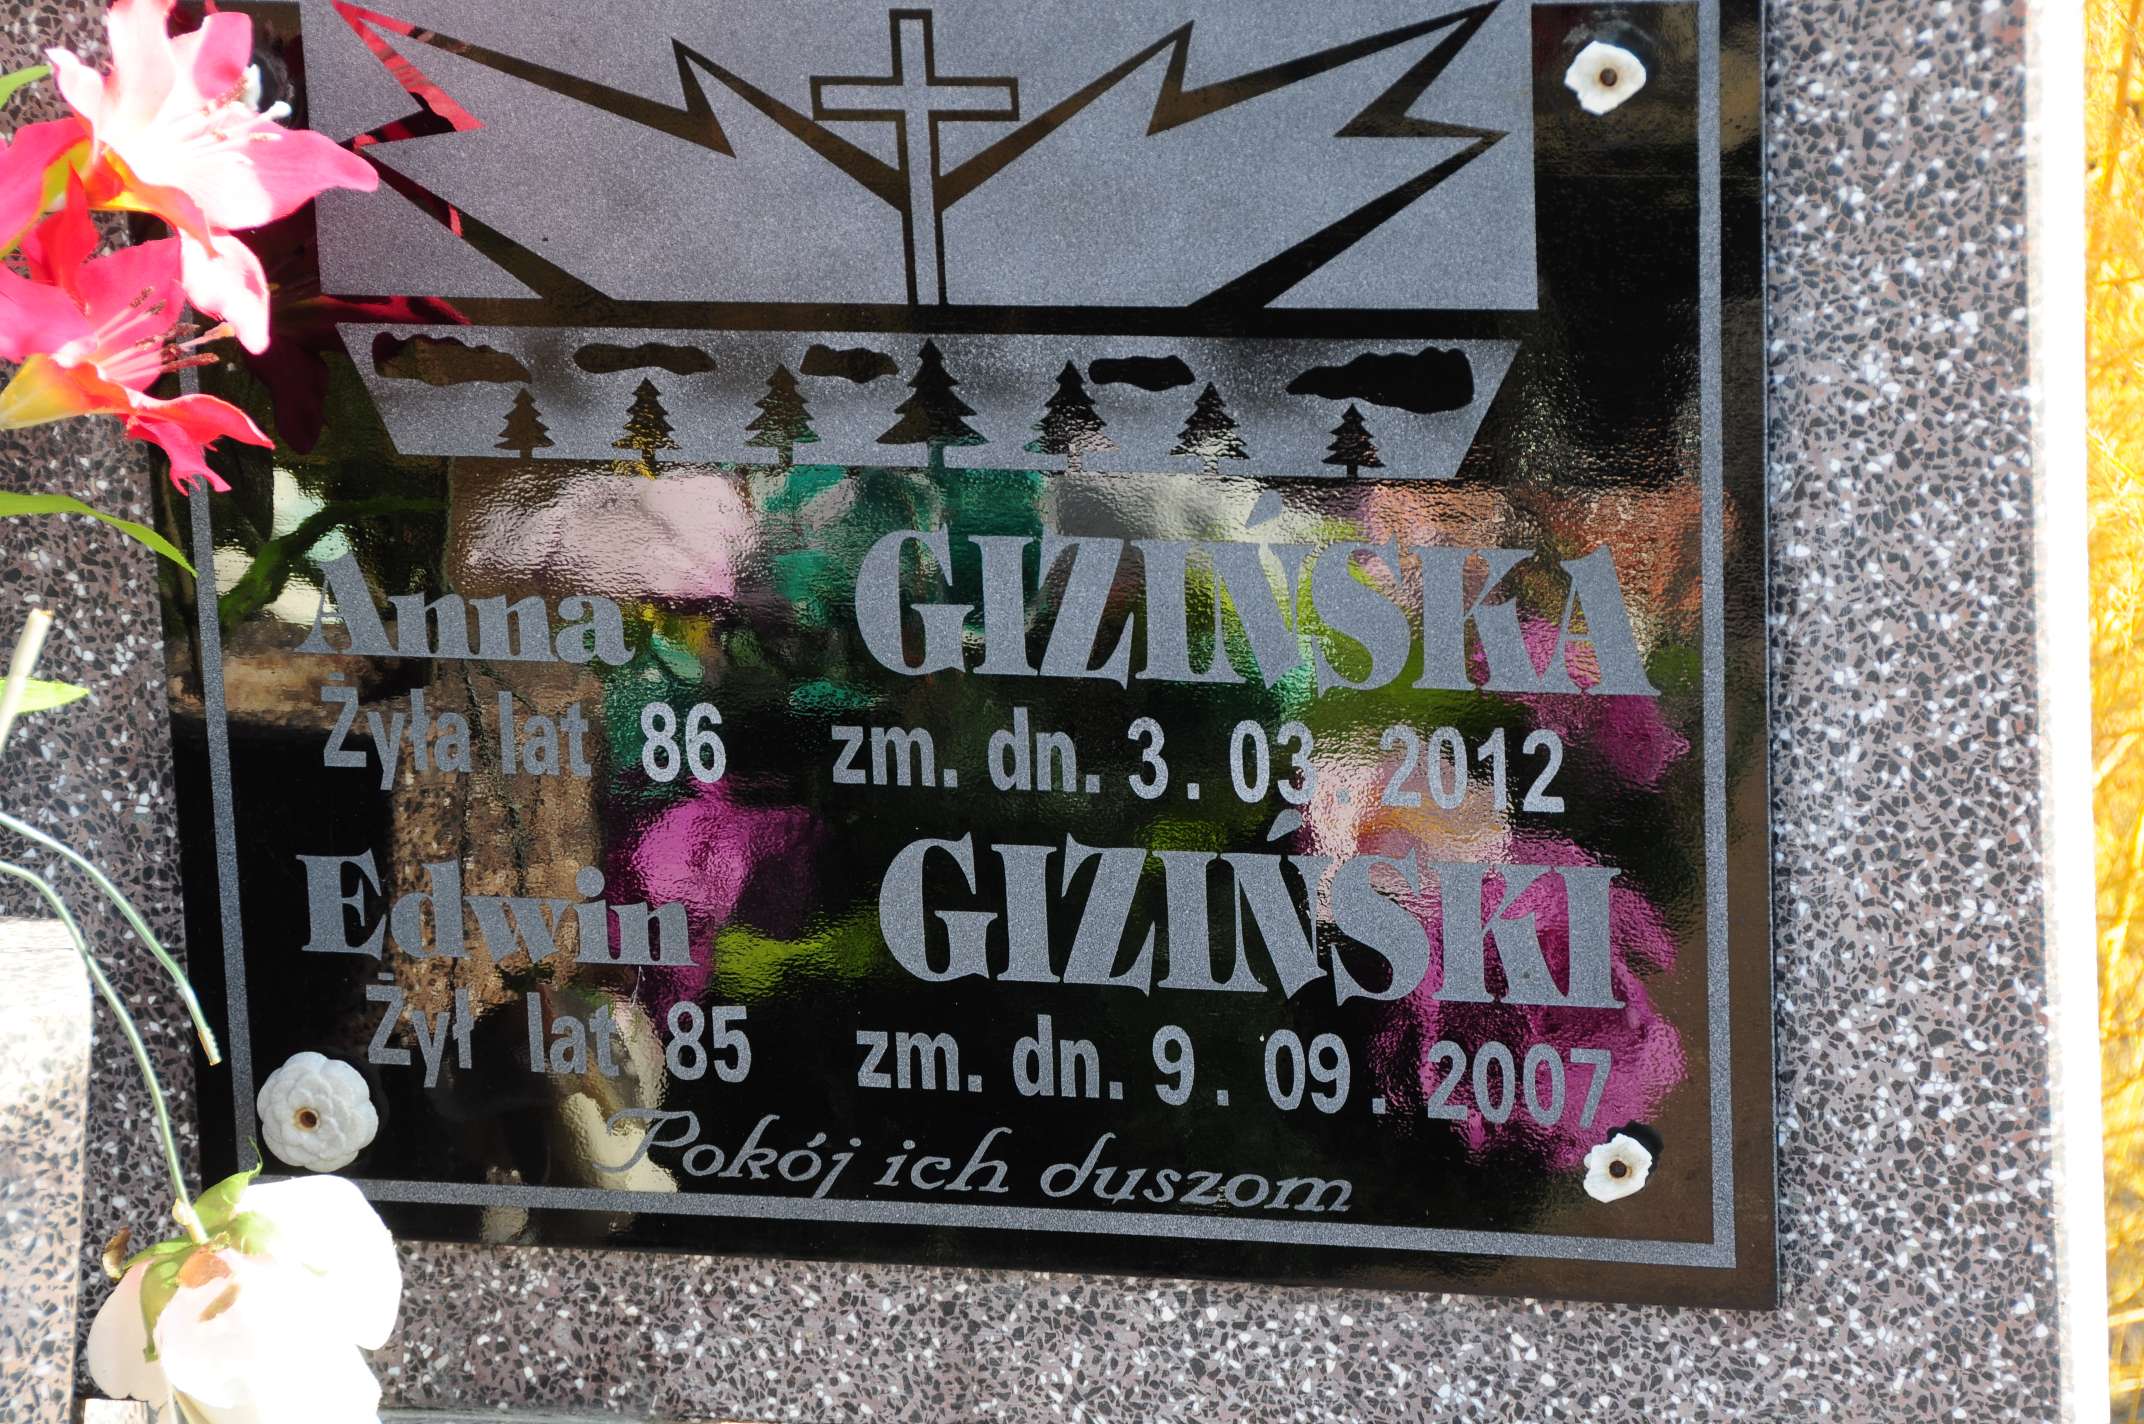 Anna GIZIŃSKA
Żyła lat 86 zm. dn. 3. 03. 2012
Edwin GIZIŃSKI
Żył lat 85 zm. dn. 9. 09. 2007
Pokój ich duszom